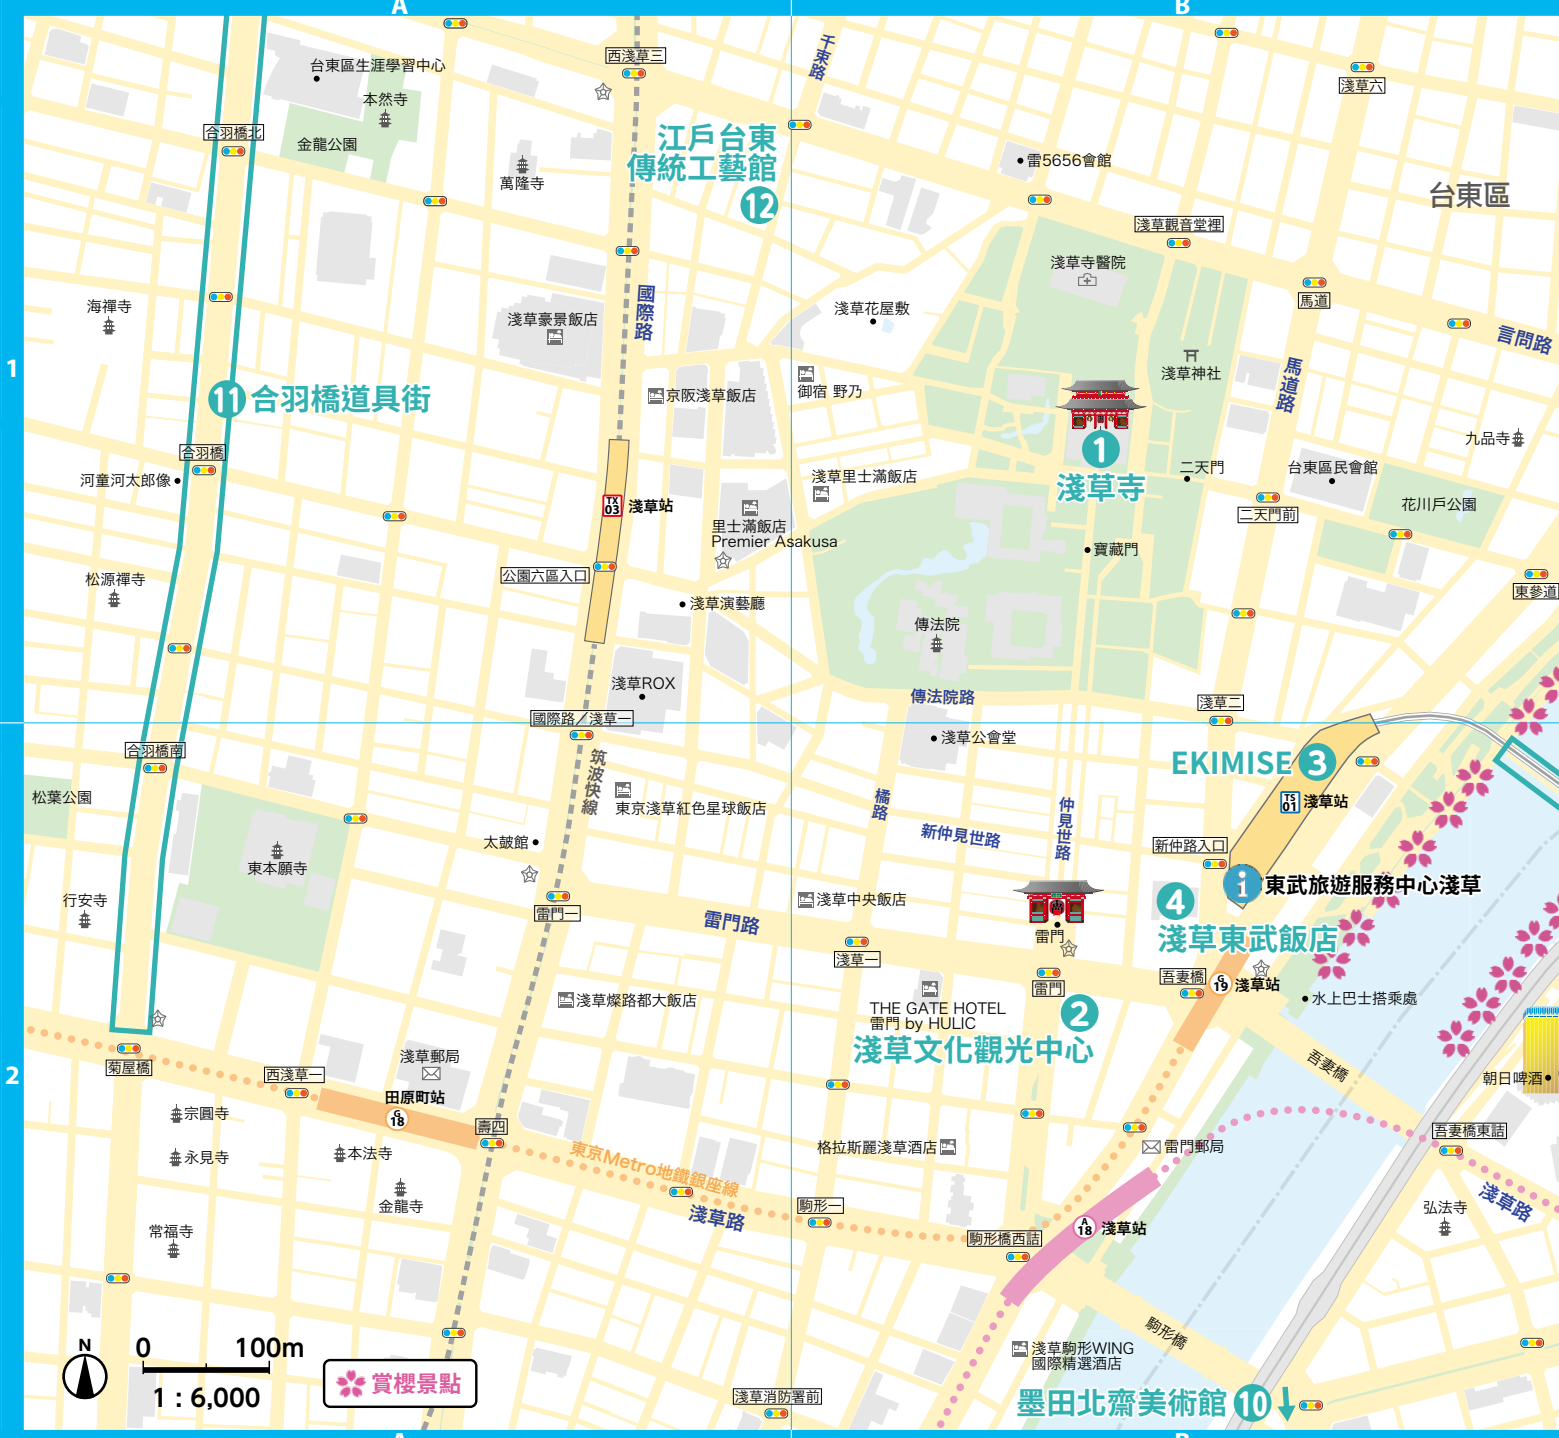 A
B
台東區生涯學習中心
本然寺
金龍公園
合羽橋北
萬隆寺
西淺草三
千束路
江戶台東
傳統工藝館
12
雷5656會館
淺草六
台東區
淺草觀音堂裡
淺草寺醫院
馬道
言問路
國際路
海禪寺
淺草豪景飯店
淺草花屋敷
淺草神社
馬道路
1
11 合羽橋道具街
京阪淺草飯店
御宿 野乃
1
淺草寺
九品寺
合羽橋
河童河太郎像
淺草里士滿飯店
二天門
台東區民會館
花川戶公園
TX
03
淺草站
里士滿飯店
Premier Asakusa
二天門前
寶藏門
公園六區入口
松源禪寺
淺草演藝廳
東參道
傳法院
淺草ROX
傳法院路
淺草二
國際路／淺草一
合羽橋南
淺草公會堂
EKIMISE 3
筑波快線
松葉公園
東京淺草紅色星球飯店
橘路
新仲見世路
仲見世路
TS
01
淺草站
太皷館
東本願寺
新仲路入口
i
東武旅遊服務中心淺草
行安寺
雷門一
雷門路
淺草中央飯店
雷門
4
淺草東武飯店
淺草一
雷門
吾妻橋
G
19
淺草站
水上巴士搭乘處
淺草燦路都大飯店
THE GATE HOTEL
雷門 by HULIC
2
淺草文化觀光中心
吾妻橋
2
菊屋橋
西淺草一
淺草郵局
田原町站
G
18
朝日啤酒
宗圓寺
永見寺
本法寺
壽四
東京Metro地鐵銀座線
格拉斯麗淺草酒店
雷門郵局
吾妻橋東詰
金龍寺
淺草路
駒形一
駒形橋西詰
A
18
淺草站
淺草路
弘法寺
常福寺
N
0
100m
1 : 6,000
賞櫻景點
淺草駒形WING
國際精選酒店
駒形橋
淺草消防署前
墨田北齋美術館 10
A
B